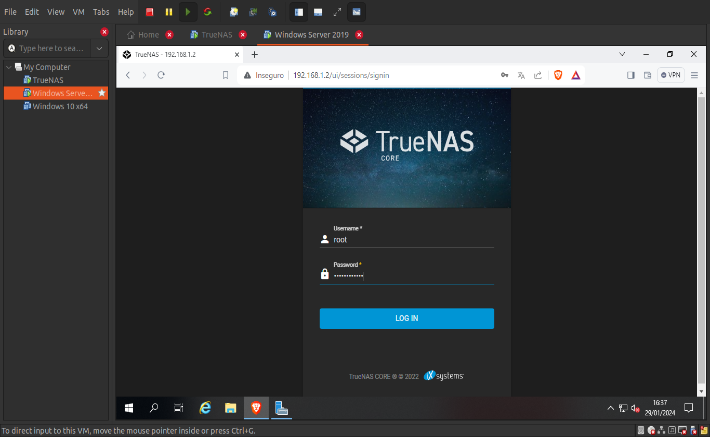 File Edit View VM Tabs Help
Library
Type here to sea...
My Computer
TrueNAS
Windows Serve...
Windows 10 x64
Home
TrueNAS
Windows Server 2019
TrueNAS - 192.168.1.2
Inseguro 192.168.1.2/ui/sessions/signin
VPN
TrueNAS
CORE
Username *
root
Password *
LOG IN
TrueNAS CORE ® © 2022 iX systems
16:37
29/01/2024
To direct input to this VM, move the mouse pointer inside or press Ctrl+G.